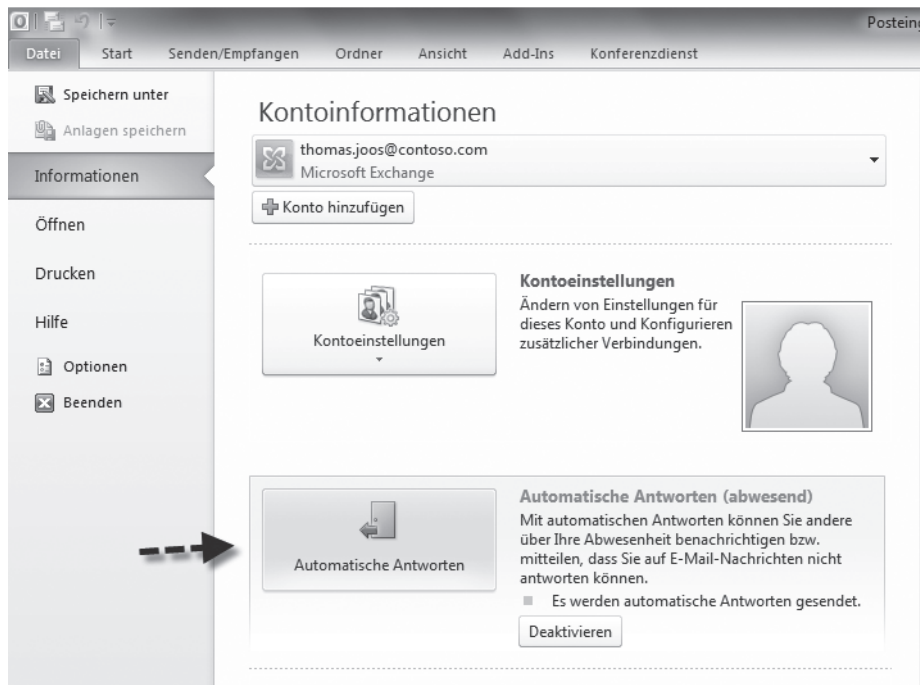 Posteing
Datei Start Senden/Empfangen Ordner Ansicht Add-Ins Konferenzdienst
Speichern unter
Anlagen speichern
Informationen
Öffnen
Drucken
Hilfe
Optionen
Beenden
Kontoinformationen
thomas.joos@contoso.com
Microsoft Exchange
Konto hinzufügen
Kontoeinstellungen
Kontoeinstellungen
Ändern von Einstellungen für
dieses Konto und Konfigurieren
zusätzlicher Verbindungen.
Automatische Antworten
Automatische Antworten (abwesend)
Mit automatischen Antworten können Sie andere
über Ihre Abwesenheit benachrichtigen bzw.
mitteilen, dass Sie auf E-Mail-Nachrichten nicht
antworten können.
Es werden automatische Antworten gesendet.
Deaktivieren